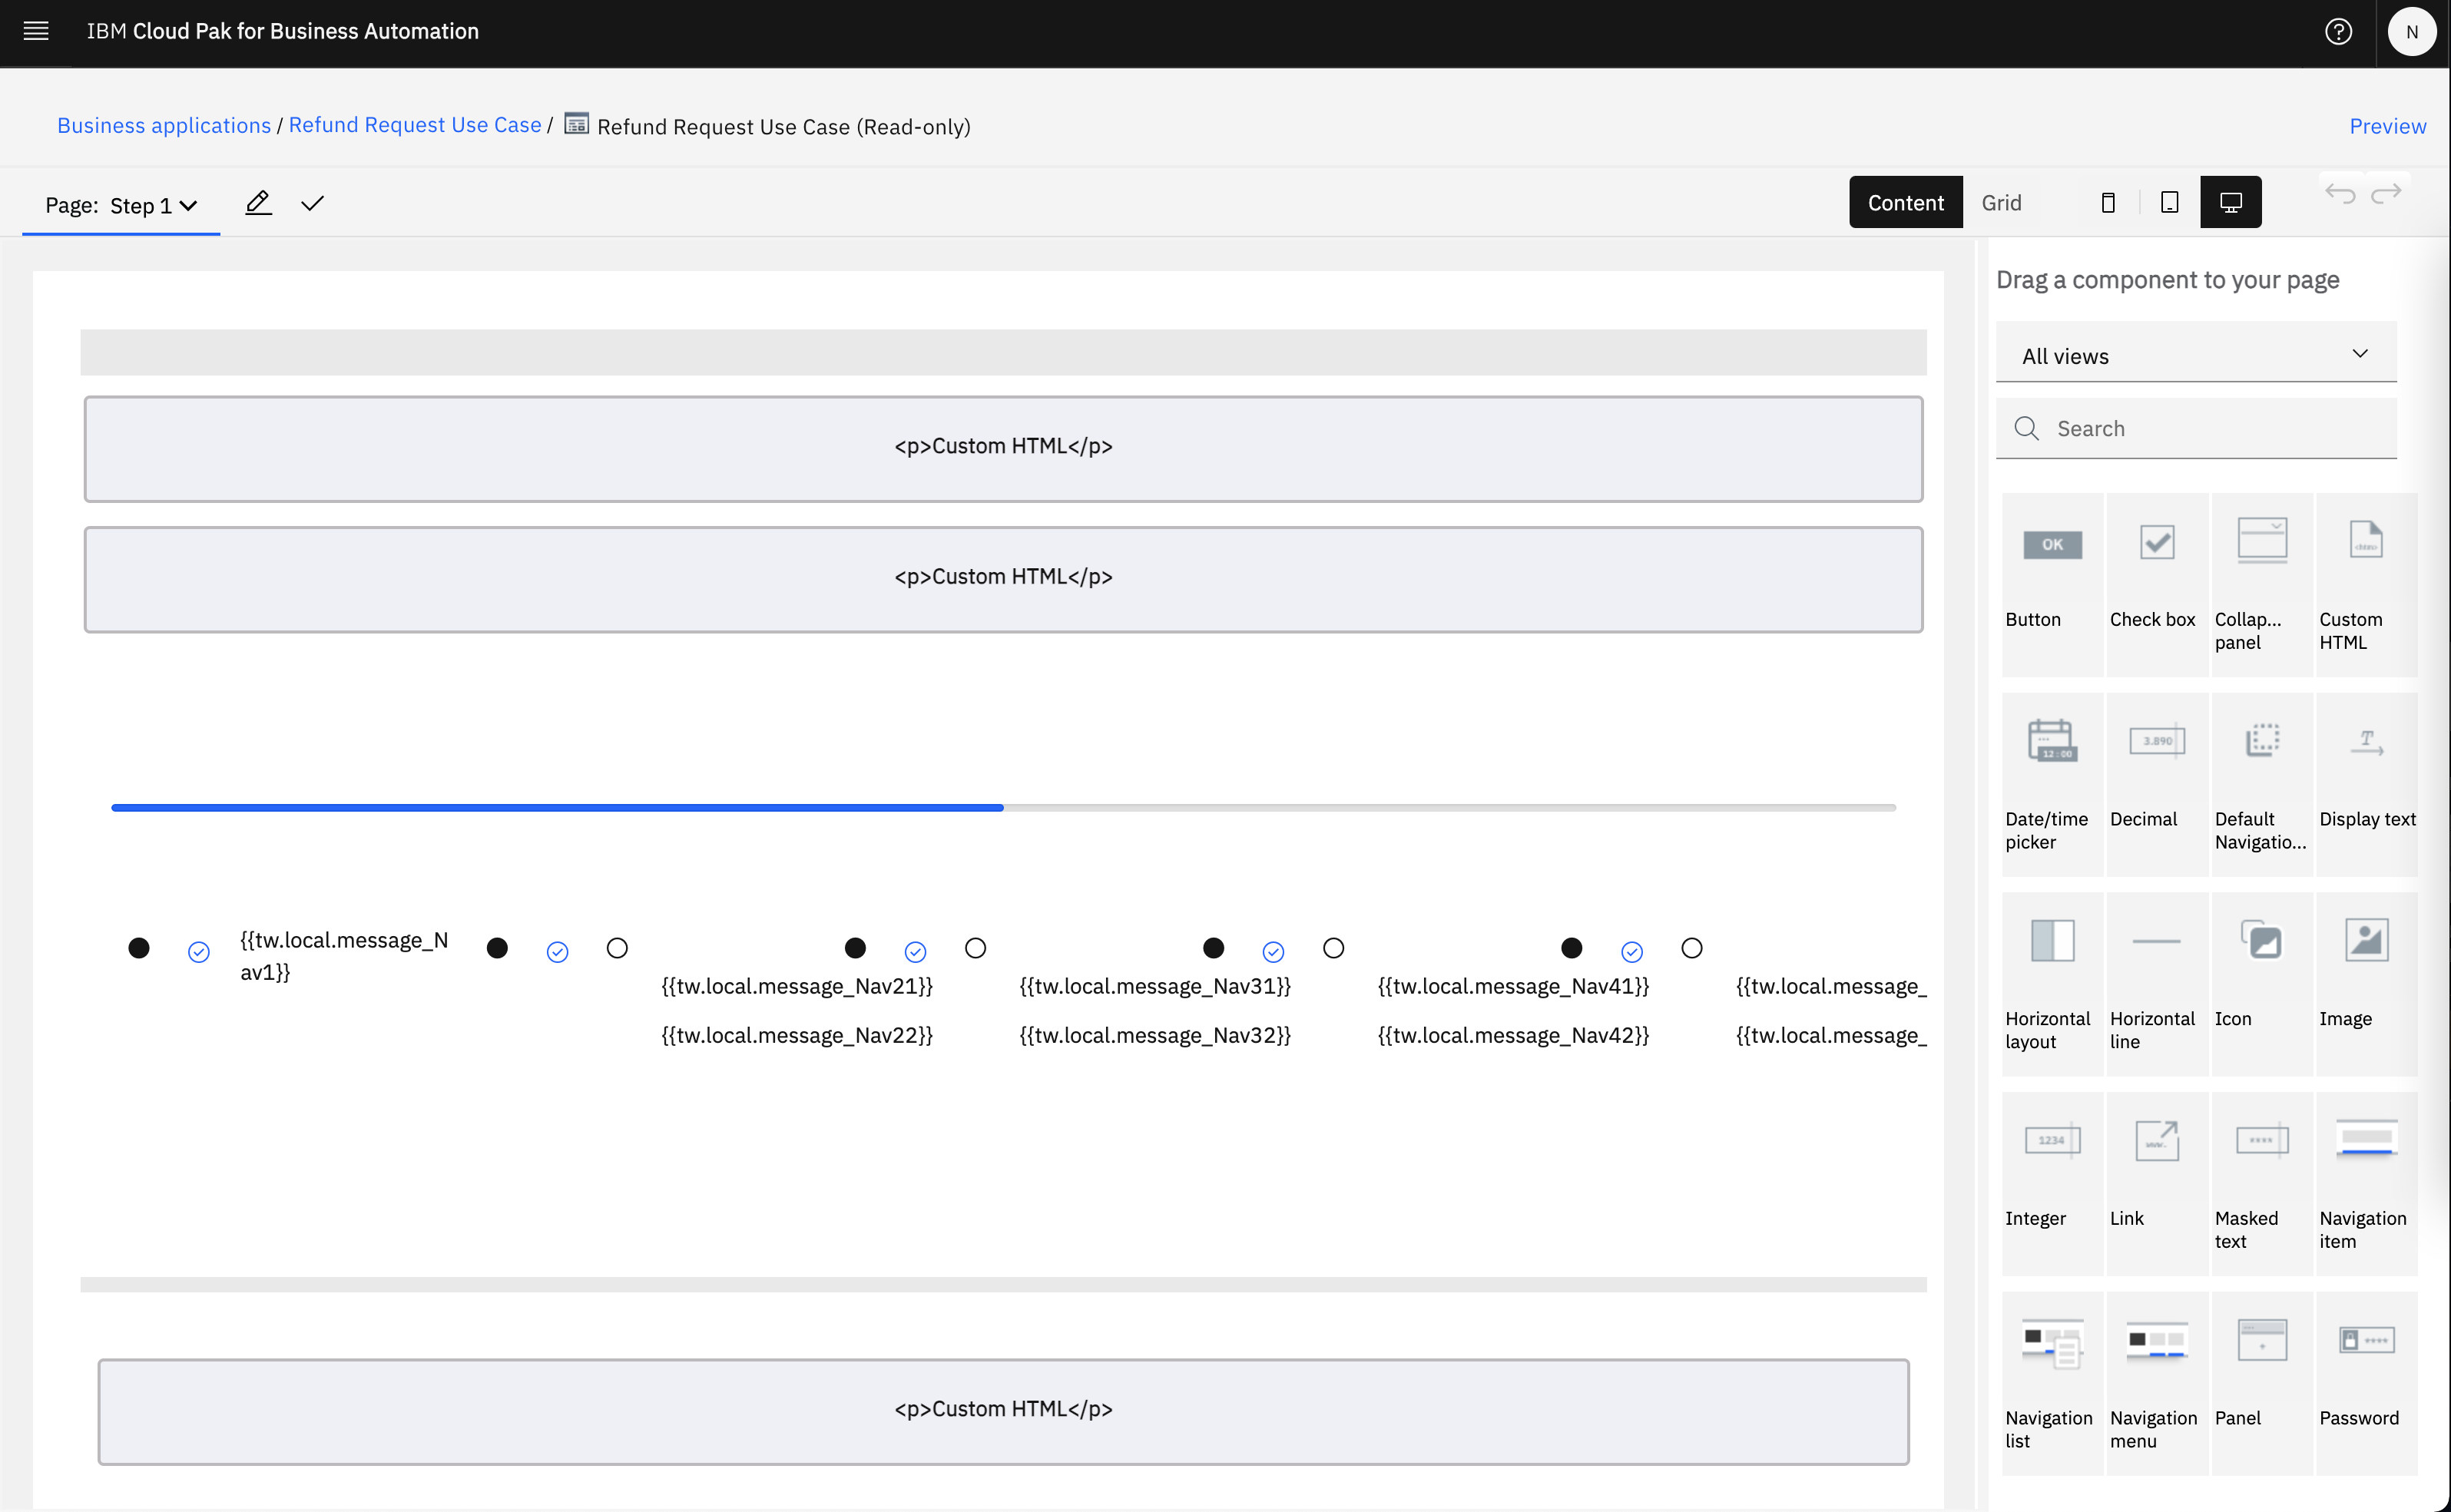 IBM Cloud Pak for Business Automation
N
Business applications / Refund Request Use Case / Refund Request Use Case (Read-only)
Preview
Page: Step 1
Content
Grid
Drag a component to your page
All views
Search
<p>Custom HTML</p>
<p>Custom HTML</p>
{{tw.local.message_N
av1}}
{{tw.local.message_Nav21}}
{{tw.local.message_Nav31}}
{{tw.local.message_Nav41}}
{{tw.local.message_
{{tw.local.message_Nav22}}
{{tw.local.message_Nav32}}
{{tw.local.message_Nav42}}
{{tw.local.message_
<p>Custom HTML</p>
OK
Button
Check box
Collap...
panel
Custom
HTML
12:00
Date/time
picker
3.890
Decimal
Default
Navigatio...
T
Display text
Horizontal
layout
Horizontal
line
Icon
Image
1234
Integer
www.
Link
****
Masked
text
Navigation
item
Navigation
list
Navigation
menu
Panel
****
Password